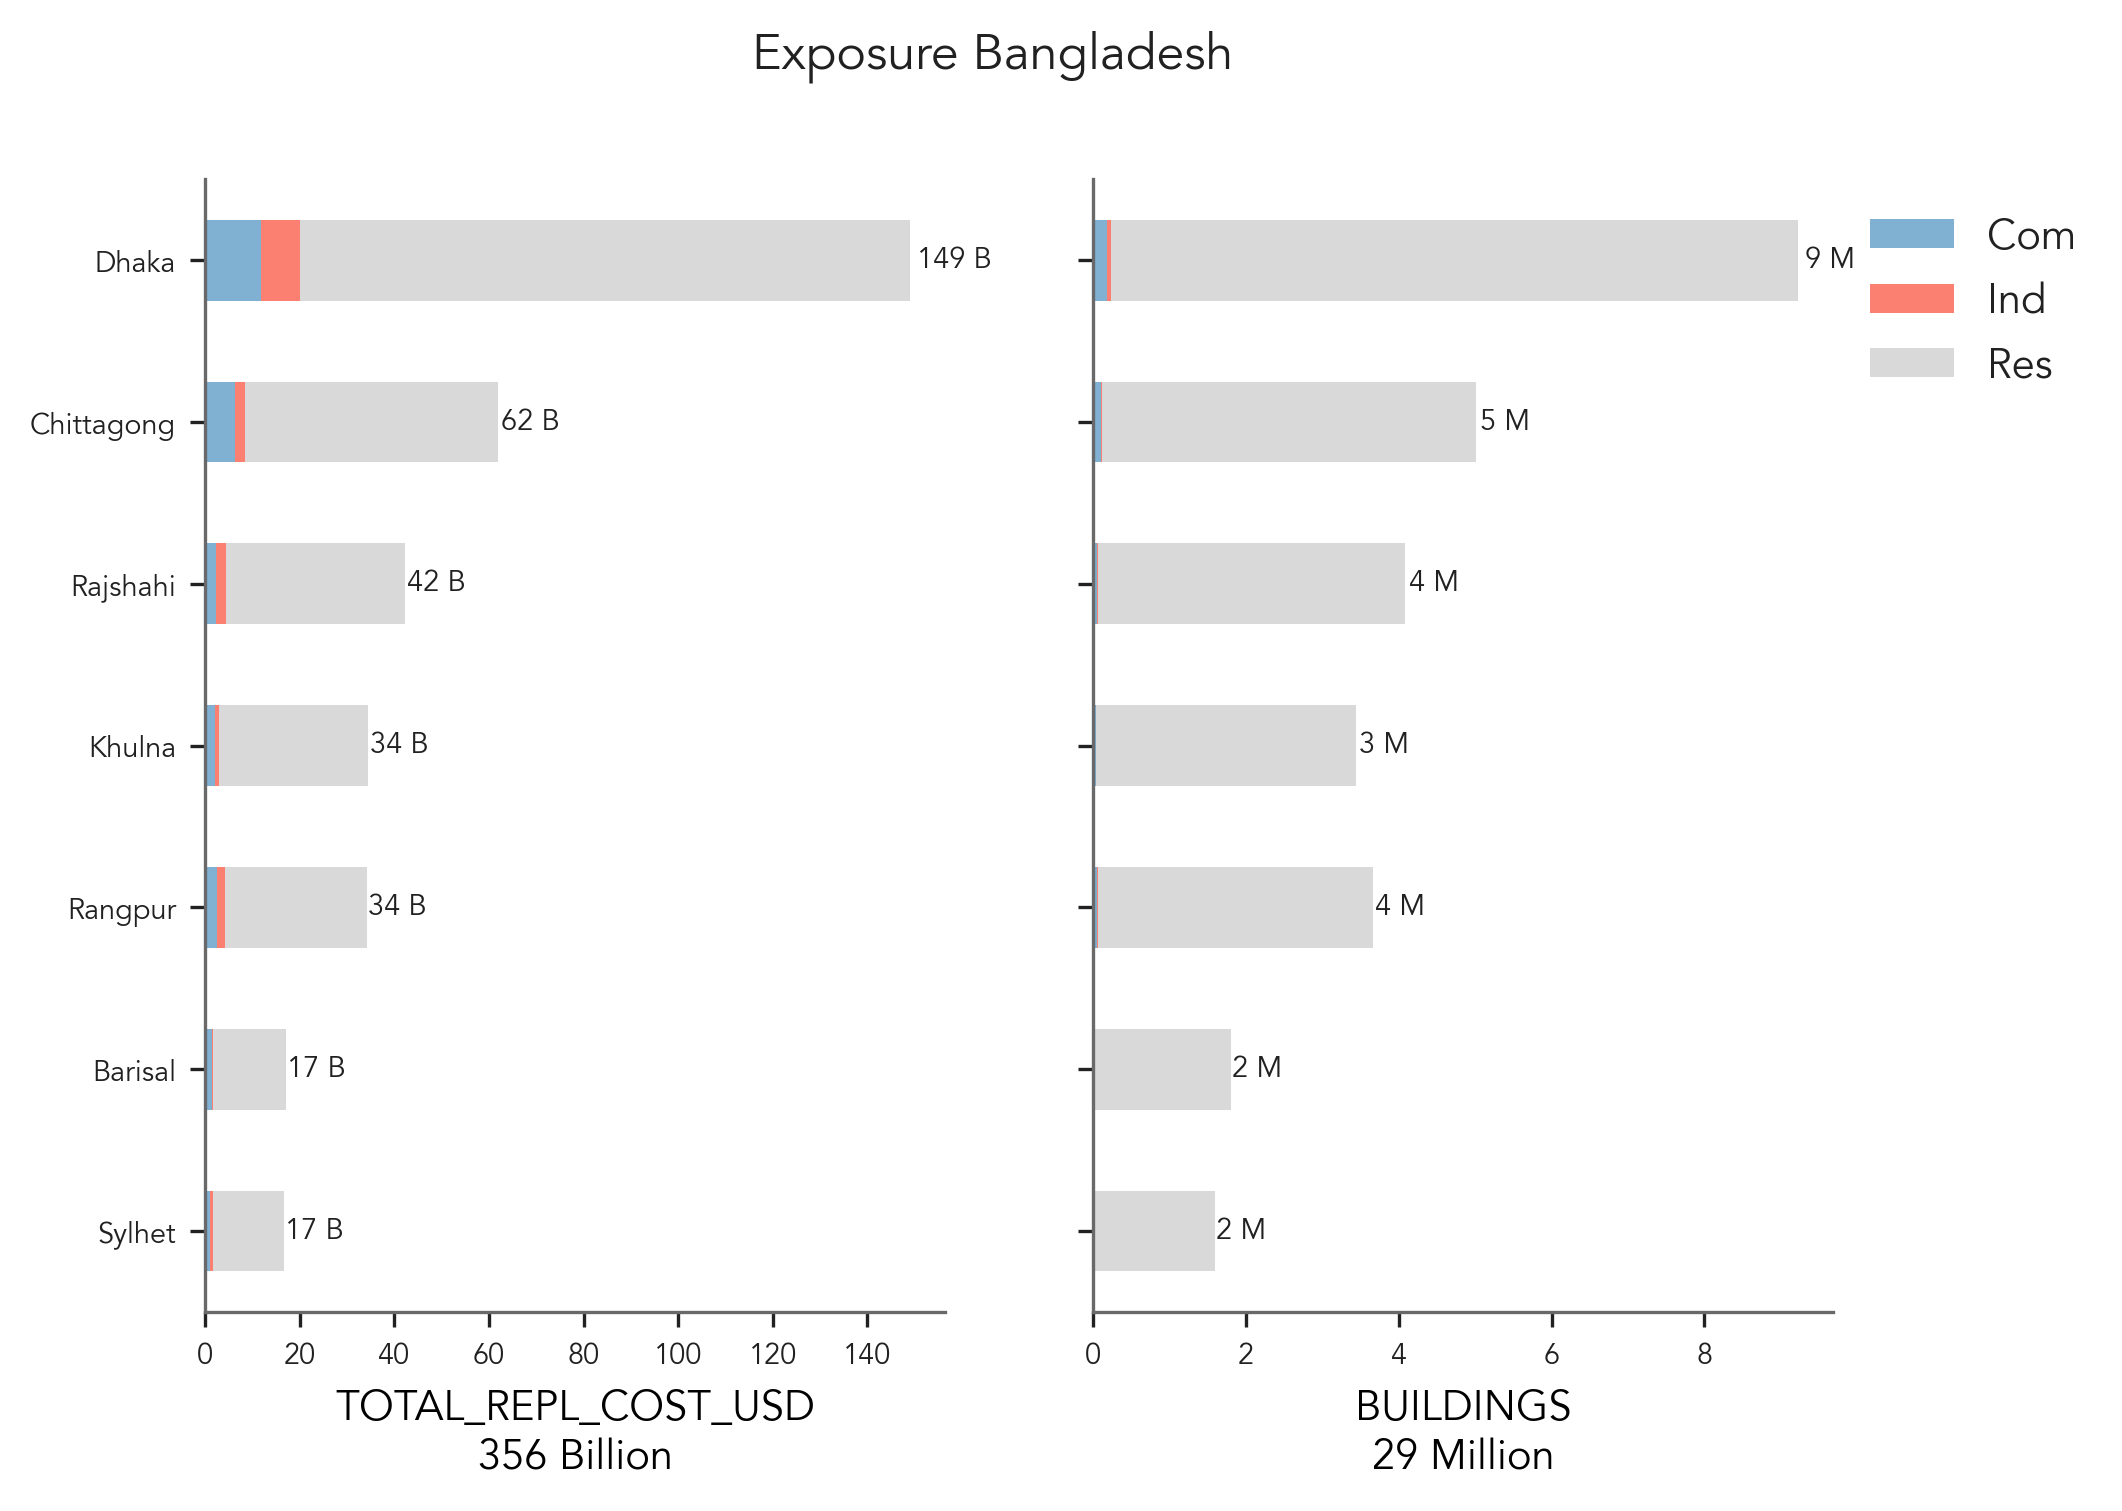 Exposure Bangladesh
Dhaka
Chittagong
Rajshahi
Khulna
Rangpur
Barisal
Sylhet
149 B
62 B
42 B
34 B
34 B
17 B
17 B
0 20 40 60 80 100 120 140
TOTAL_REPL_COST_USD
356 Billion
9 M
5 M
4 M
3 M
4 M
2 M
2 M
0 2 4 6 8
BUILDINGS
29 Million
Com
Ind
Res